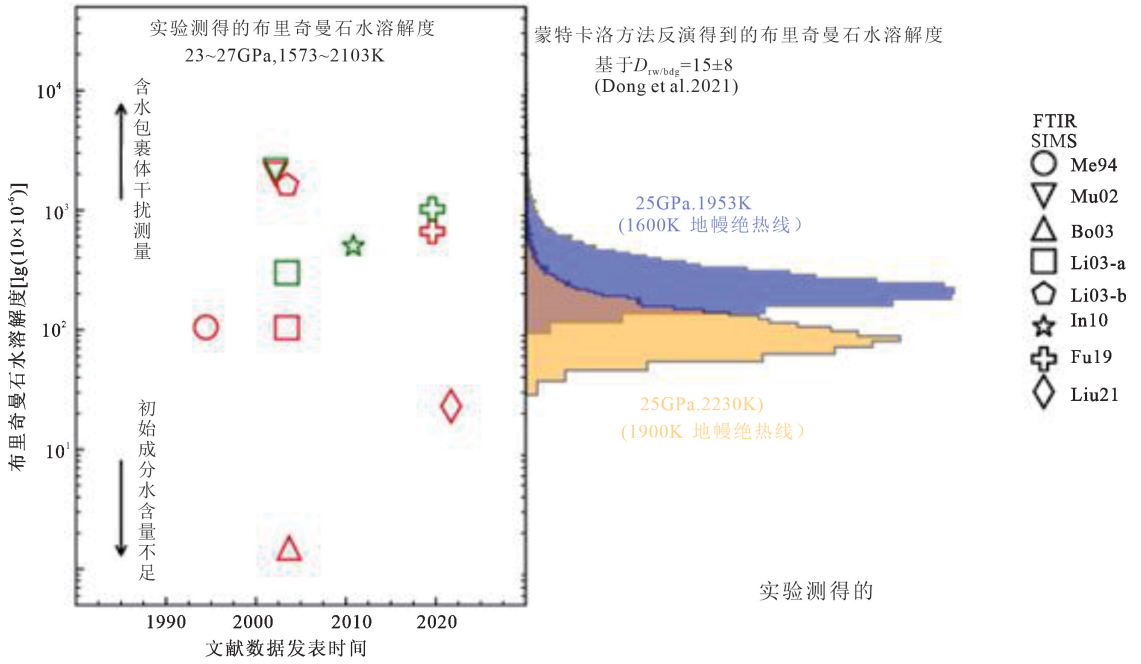 实验测得的布里奇曼石水溶解度
23~27GPa,1573~2103K
蒙特卡洛方法反演得到的布里奇曼石水溶解度
基于Drw/bdg=15±8
(Dong et al.2021)
含水包裹体干扰测量
初始成分水含量不足
布里奇曼石水溶解度[lg(10×10⁻⁶)]
10⁴
10³
10²
10¹
1990
2000
2010
2020
文献数据发表时间
25GPa.1953K
(1600K 地幔绝热线)
25GPa.2230K)
(1900K 地幔绝热线)
实验测得的
FTIR
SIMS
Me94
Mu02
Bo03
Li03-a
Li03-b
In10
Fu19
Liu21